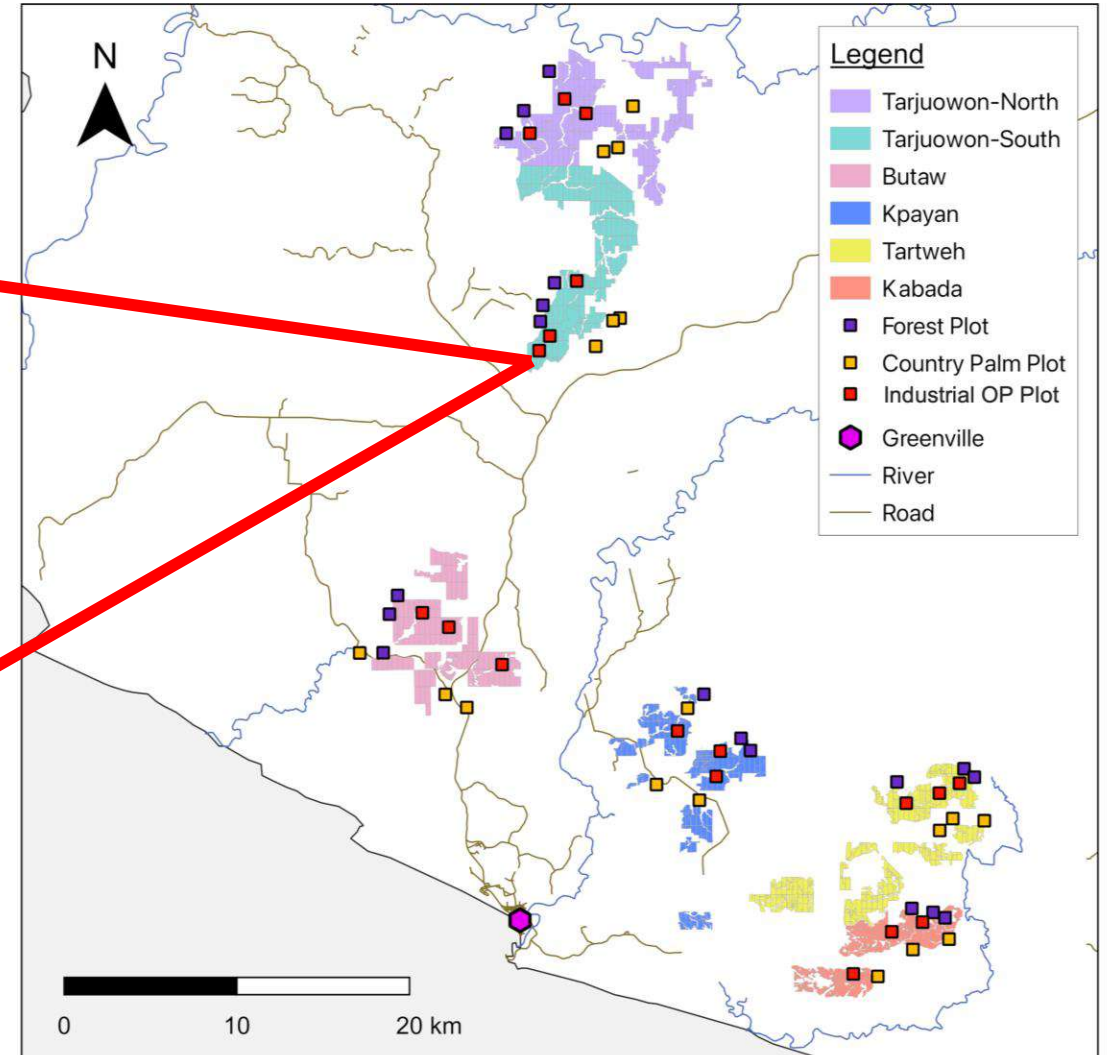 N
Legend
Tarjuowon-North
Tarjuowon-South
Butaw
Kpayan
Tartweh
Kabada
Forest Plot
Country Palm Plot
Industrial OP Plot
Greenville
River
Road
0 10 20 km